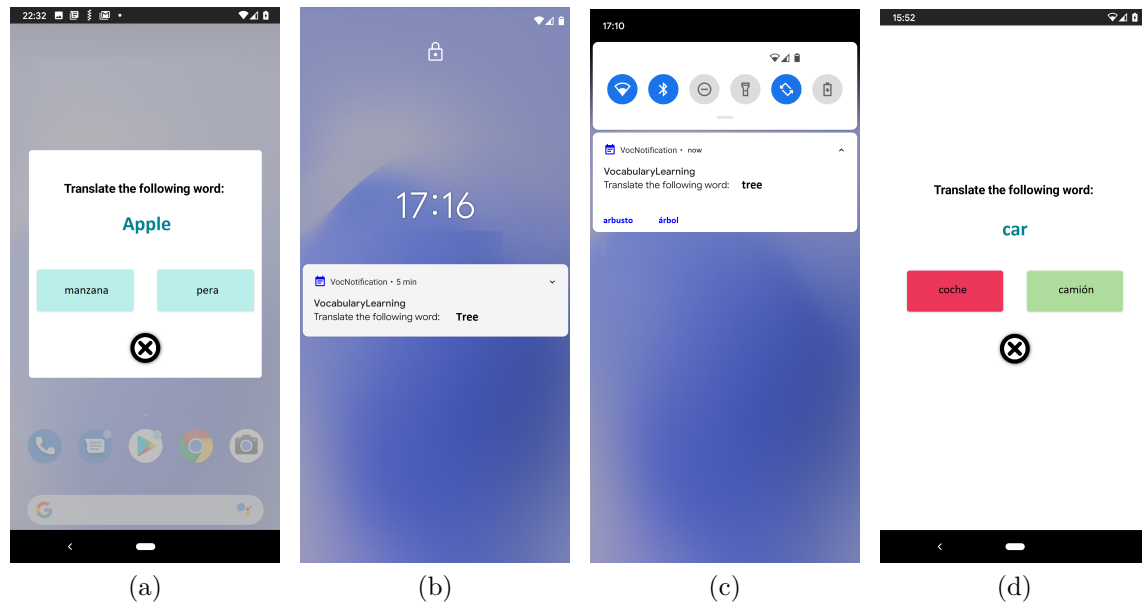 22:32
Translate the following word:
Apple
manzana pera
(a)
17:16
VocNotification • 5 min
VocabularyLearning
Translate the following word: Tree
(b)
17:10
VocNotification • now
VocabularyLearning
Translate the following word: tree
arbusto árbol
(c)
15:52
Translate the following word:
car
coche camión
(d)